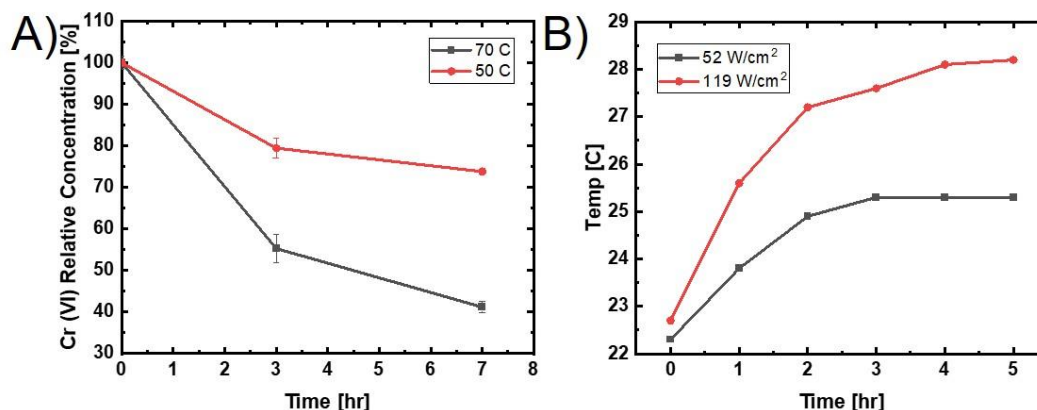 A)
Cr (VI) Relative Concentration [%]
110
100
90
80
70
60
50
40
30
0 1 2 3 4 5 6 7 8
Time [hr]
70 C
50 C
B)
Temp [C]
29
28
27
26
25
24
23
22
0 1 2 3 4 5
Time [hr]
52 W/cm²
119 W/cm²